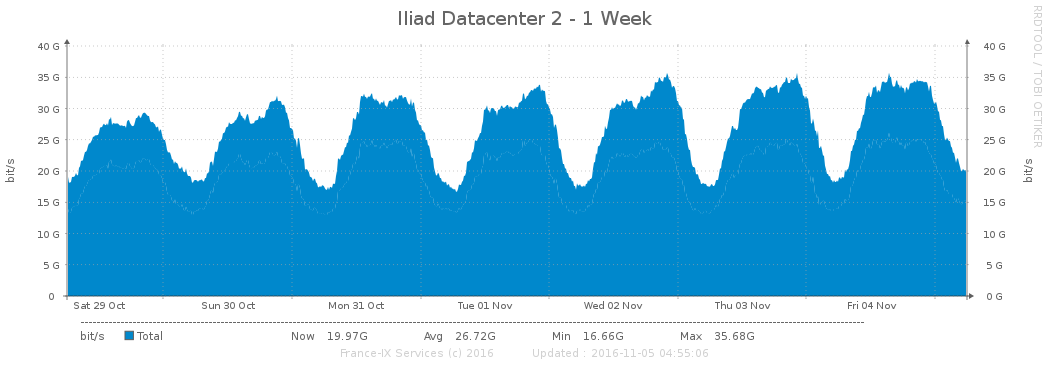 Iliad Datacenter 2 - 1 Week
RRDTOOL / TOBI OETIKER
bit/s
40 G 40 G
35 G 35 G
30 G 30 G
25 G 25 G
20 G 20 G
15 G 15 G
10 G 10 G
5 G 5 G
0 0 G
bit/s
Sat 29 Oct Sun 30 Oct Mon 31 Oct Tue 01 Nov Wed 02 Nov Thu 03 Nov Fri 04 Nov
bit/s Total Now 19.97G Avg 26.72G Min 16.66G Max 35.68G
France-IX Services (c) 2016 Updated : 2016-11-05 04:55:06